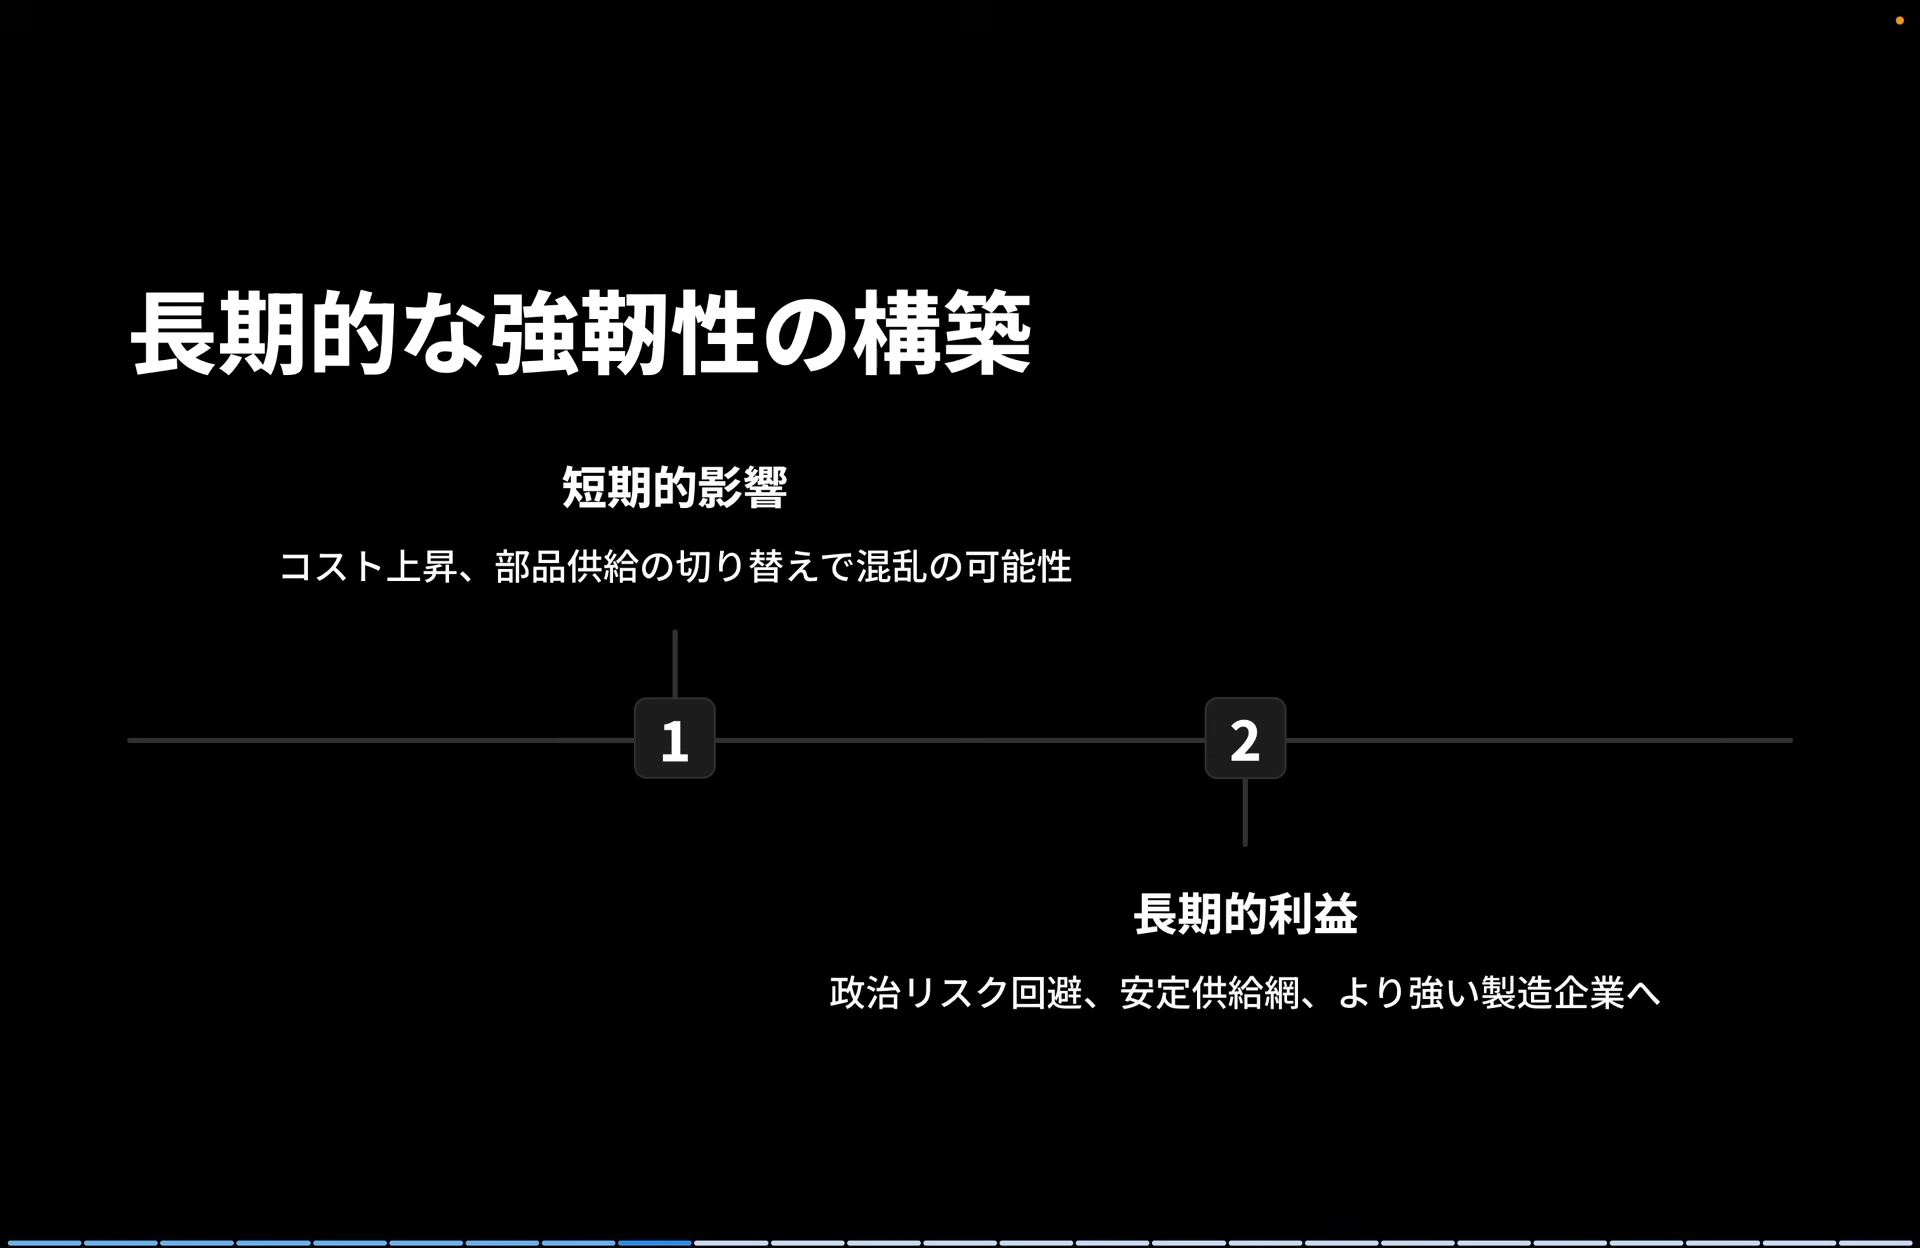 長期的な強靭性の構築
短期的影響
コスト上昇、部品供給の切り替えで混乱の可能性
1
2
長期的利益
政治リスク回避、安定供給網、より強い製造企業へ